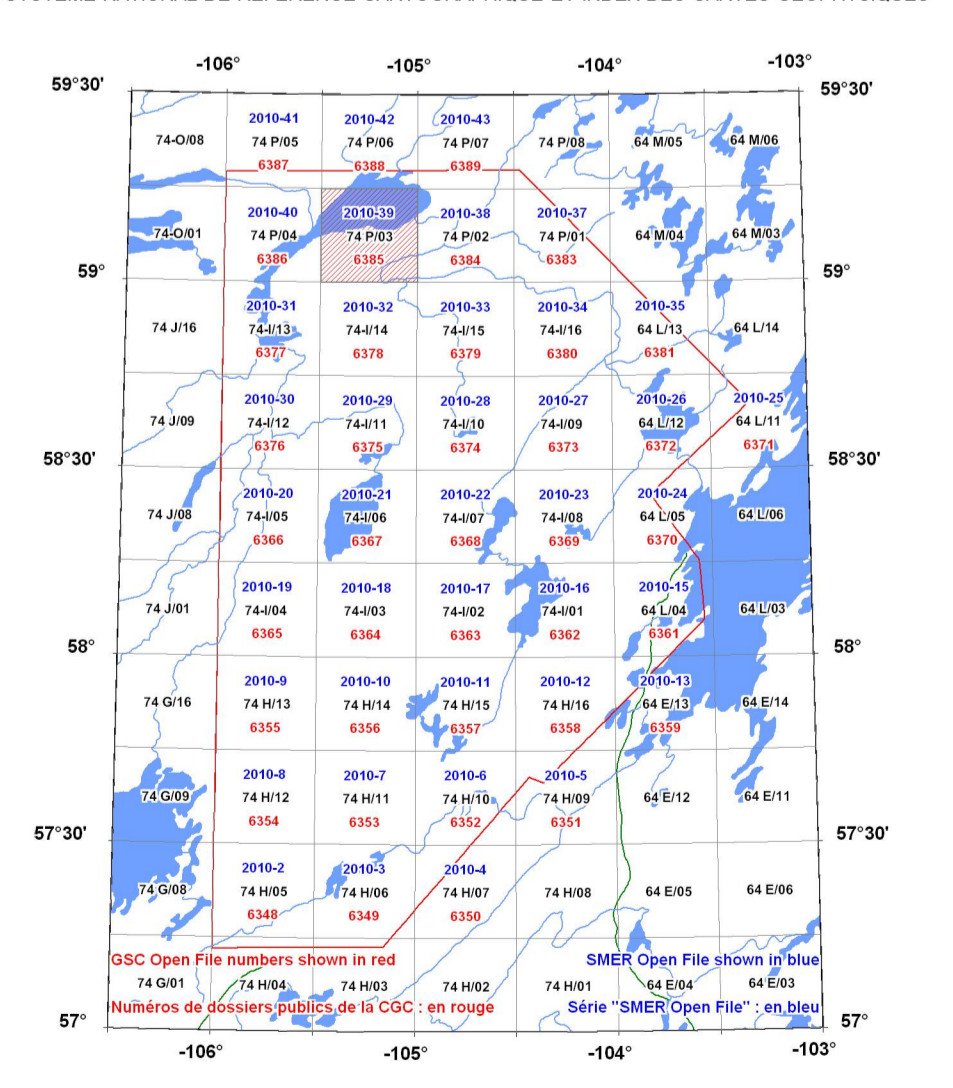 -106° -105° -104° -103°
59°30' 59°30'
2010-41 2010-42 2010-43
74-O/08 74 P/05 74 P/06 74 P/07 74 P/08 64 M/05 64 M/06
6387 6388 6389
2010-40 2010-39 2010-38 2010-37
74-O/01 74 P/04 74 P/03 74 P/02 74 P/01 64 M/04 64 M/03
6386 6385 6384 6383
59° 59°
2010-31 2010-32 2010-33 2010-34 2010-35
74 J/16 74-I/13 74-I/14 74-I/15 74-I/16 64 L/13 64 L/14
6377 6378 6379 6380 6381
2010-30 2010-29 2010-28 2010-27 2010-26 2010-25
74 J/09 74-I/12 74-I/11 74-I/10 74-I/09 64 L/12 64 L/11
6376 6375 6374 6373 6372 6371
58°30' 58°30'
2010-20 2010-21 2010-22 2010-23 2010-24
74 J/08 74-I/05 74-I/06 74-I/07 74-I/08 64 L/05 64 L/06
6366 6367 6368 6369 6370
2010-19 2010-18 2010-17 2010-16 2010-15
74 J/01 74-I/04 74-I/03 74-I/02 74-I/01 64 L/04 64 L/03
6365 6364 6363 6362 6361
58° 58°
2010-9 2010-10 2010-11 2010-12 2010-13
74 G/16 74 H/13 74 H/14 74 H/15 74 H/16 64 E/13 64 E/14
6355 6356 6357 6358 6359
2010-8 2010-7 2010-6 2010-5
74 G/09 74 H/12 74 H/11 74 H/10 74 H/09 64 E/12 64 E/11
6354 6353 6352 6351
57°30' 57°30'
2010-2 2010-3 2010-4
74 G/08 74 H/05 74 H/06 74 H/07 74 H/08 64 E/05 64 E/06
6348 6349 6350
GSC Open File numbers shown in red SMER Open File shown in blue
74 G/01 74 H/04 74 H/03 74 H/02 74 H/01 64 E/04 64 E/03
Numéros de dossiers publics de la CGC : en rouge Série "SMER Open File" : en bleu
57° 57°
-106° -105° -104° -103°